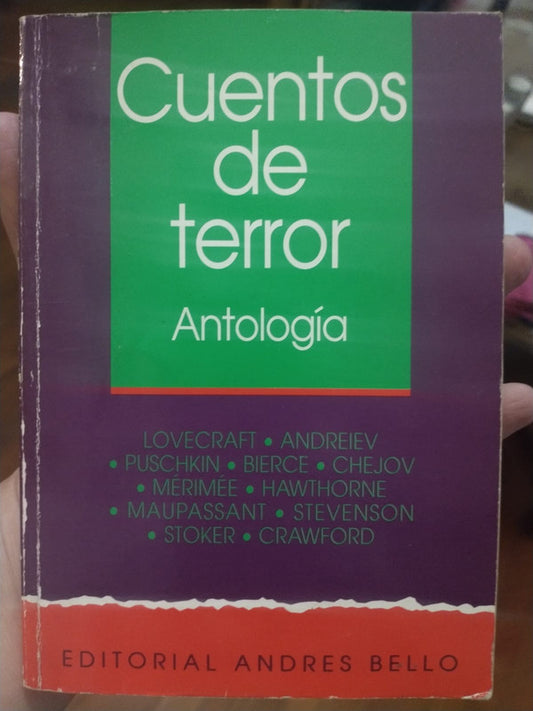 Cuentos
de
terror
Antología
LOVECRAFT • ANDREIEV
• PUSCHKIN • BIERCE • CHEJOV
• MÉRIMÉE • HAWTHORNE
• MAUPASSANT • STEVENSON
• STOKER • CRAWFORD
EDITORIAL ANDRES BELLO